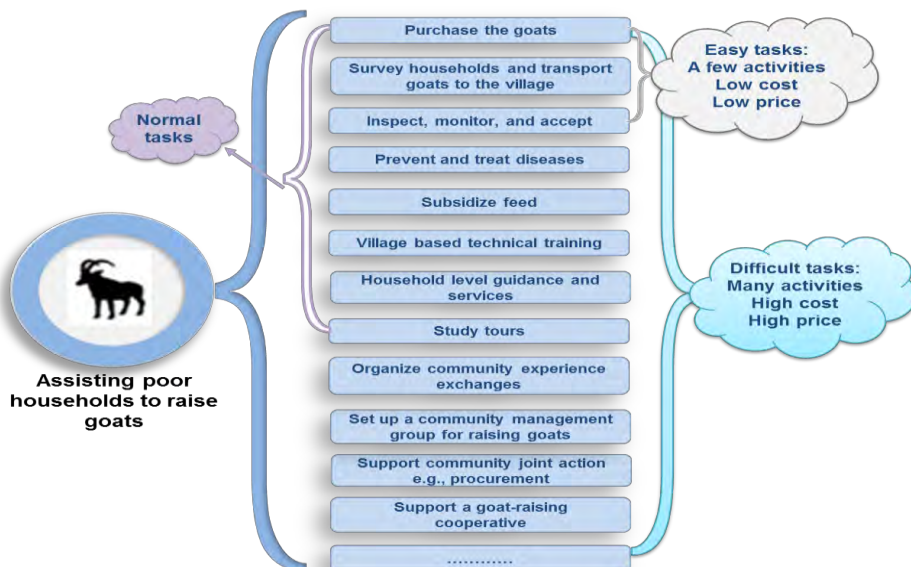 Purchase the goats
Survey households and transport
goats to the village
Inspect, monitor, and accept
Prevent and treat diseases
Subsidize feed
Village based technical training
Household level guidance and
services
Study tours
Organize community experience
exchanges
Set up a community management
group for raising goats
Support community joint action
e.g., procurement
Support a goat-raising
cooperative
............
Normal
tasks
Assisting poor
households to raise
goats
Easy tasks:
A few activities
Low cost
Low price
Difficult tasks:
Many activities
High cost
High price